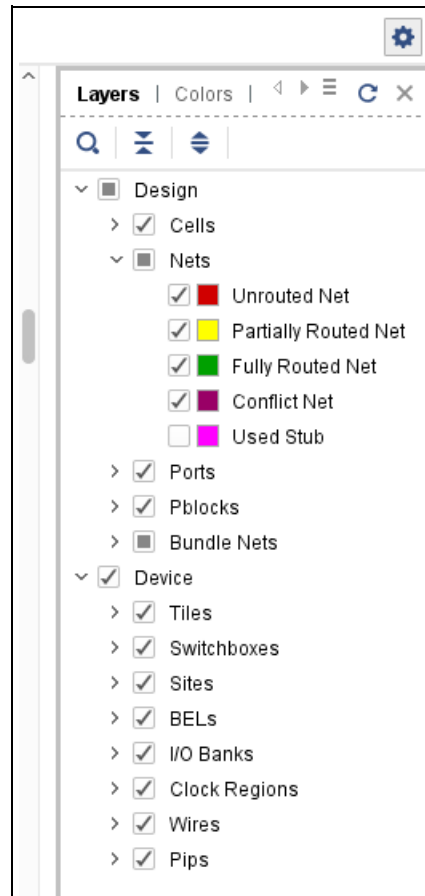 Layers | Colors |
Design
Cells
Nets
Unrouted Net
Partially Routed Net
Fully Routed Net
Conflict Net
Used Stub
Ports
Pblocks
Bundle Nets
Device
Tiles
Switchboxes
Sites
BELs
I/O Banks
Clock Regions
Wires
Pips